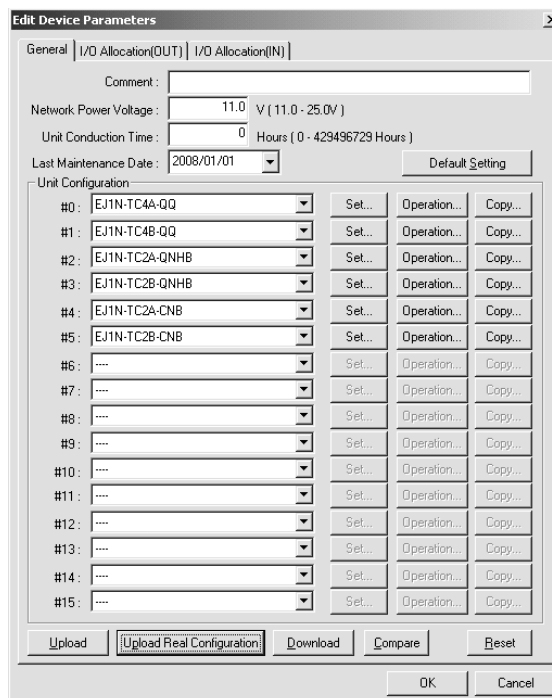 Edit Device Parameters
General I/O Allocation(OUT) I/O Allocation(IN)
Comment :
Network Power Voltage : 11.0 V ( 11.0 - 25.0V )
Unit Conduction Time : 0 Hours ( 0 - 429496729 Hours )
Last Maintenance Date : 2008/01/01 Default Setting
Unit Configuration
#0 : EJ1N-TC4A-QQ Set... Operation... Copy...
#1 : EJ1N-TC4B-QQ Set... Operation... Copy...
#2 : EJ1N-TC2A-QNHB Set... Operation... Copy...
#3 : EJ1N-TC2B-QNHB Set... Operation... Copy...
#4 : EJ1N-TC2A-CNB Set... Operation... Copy...
#5 : EJ1N-TC2B-CNB Set... Operation... Copy...
#6 : ---- Set... Operation... Copy...
#7 : ---- Set... Operation... Copy...
#8 : ---- Set... Operation... Copy...
#9 : ---- Set... Operation... Copy...
#10 : ---- Set... Operation... Copy...
#11 : ---- Set... Operation... Copy...
#12 : ---- Set... Operation... Copy...
#13 : ---- Set... Operation... Copy...
#14 : ---- Set... Operation... Copy...
#15 : ---- Set... Operation... Copy...
Upload Upload Real Configuration Download Compare Reset
OK Cancel